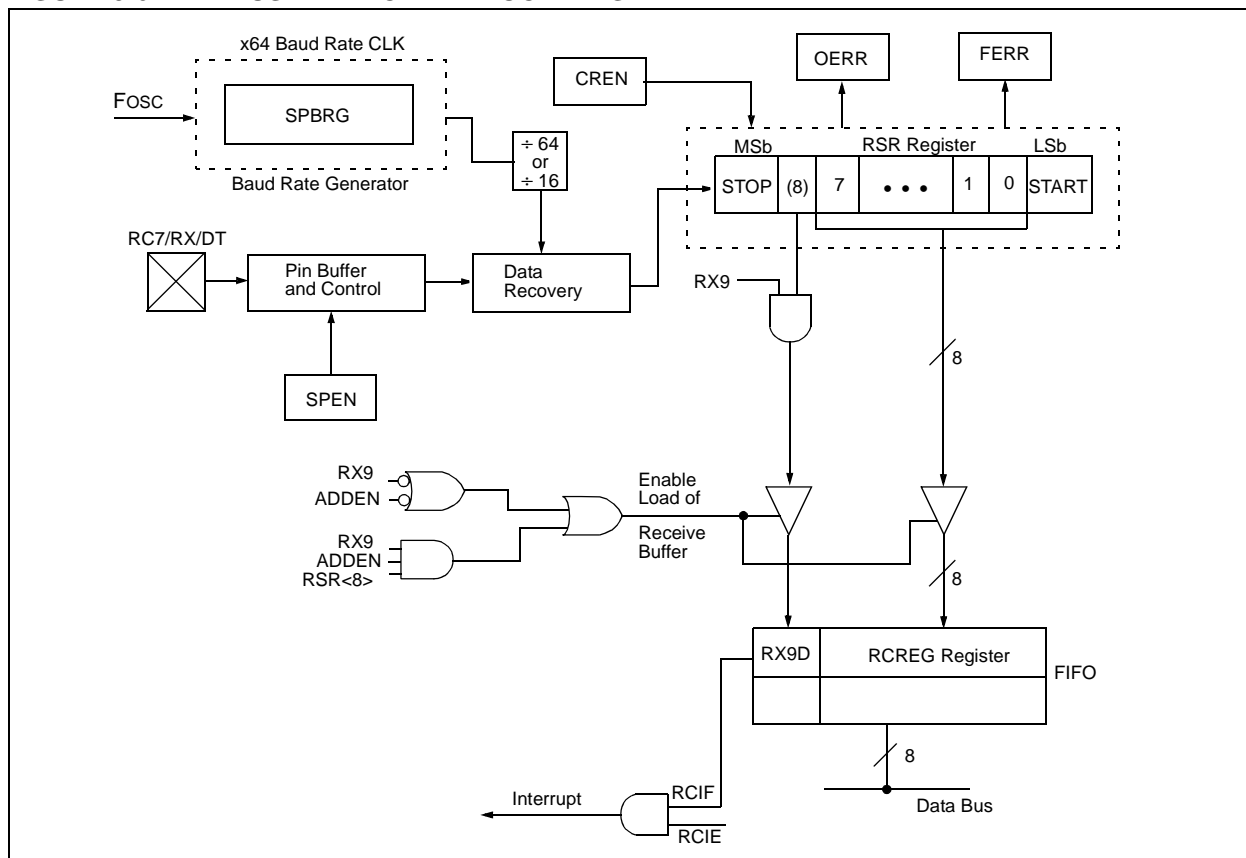 x64 Baud Rate CLK
FOSC
SPBRG
Baud Rate Generator
÷ 64
or
÷ 16
CREN
OERR
FERR
MSb
RSR Register
LSb
STOP
(8)
7
• • •
1
0
START
RC7/RX/DT
Pin Buffer
and Control
Data
Recovery
SPEN
RX9
8
RX9
ADDEN
RX9
ADDEN
RSR<8>
Enable
Load of
Receive
Buffer
8
RX9D
RCREG Register
FIFO
8
Data Bus
Interrupt
RCIF
RCIE